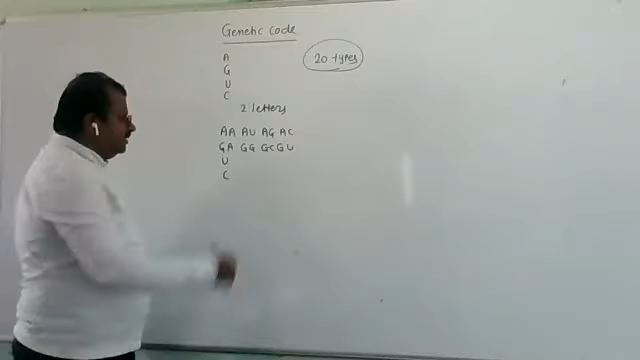 Genetic code
A
20 types
G
U
C
2 letters
AA AU AG AC
GA GG GC GU
U
C